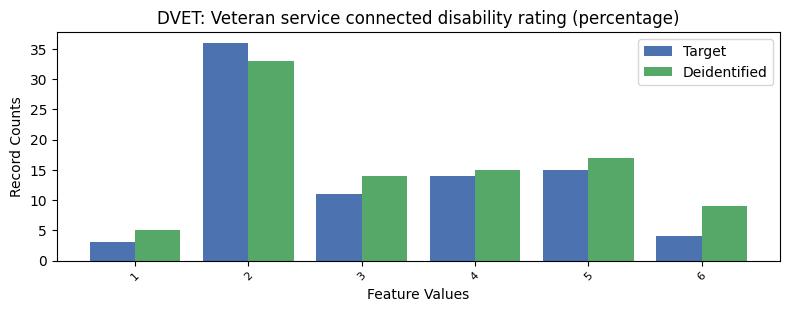 DVET: Veteran service connected disability rating (percentage)
Target
Deidentified
Record Counts
35
30
25
20
15
10
5
0
1 2 3 4 5 6
Feature Values